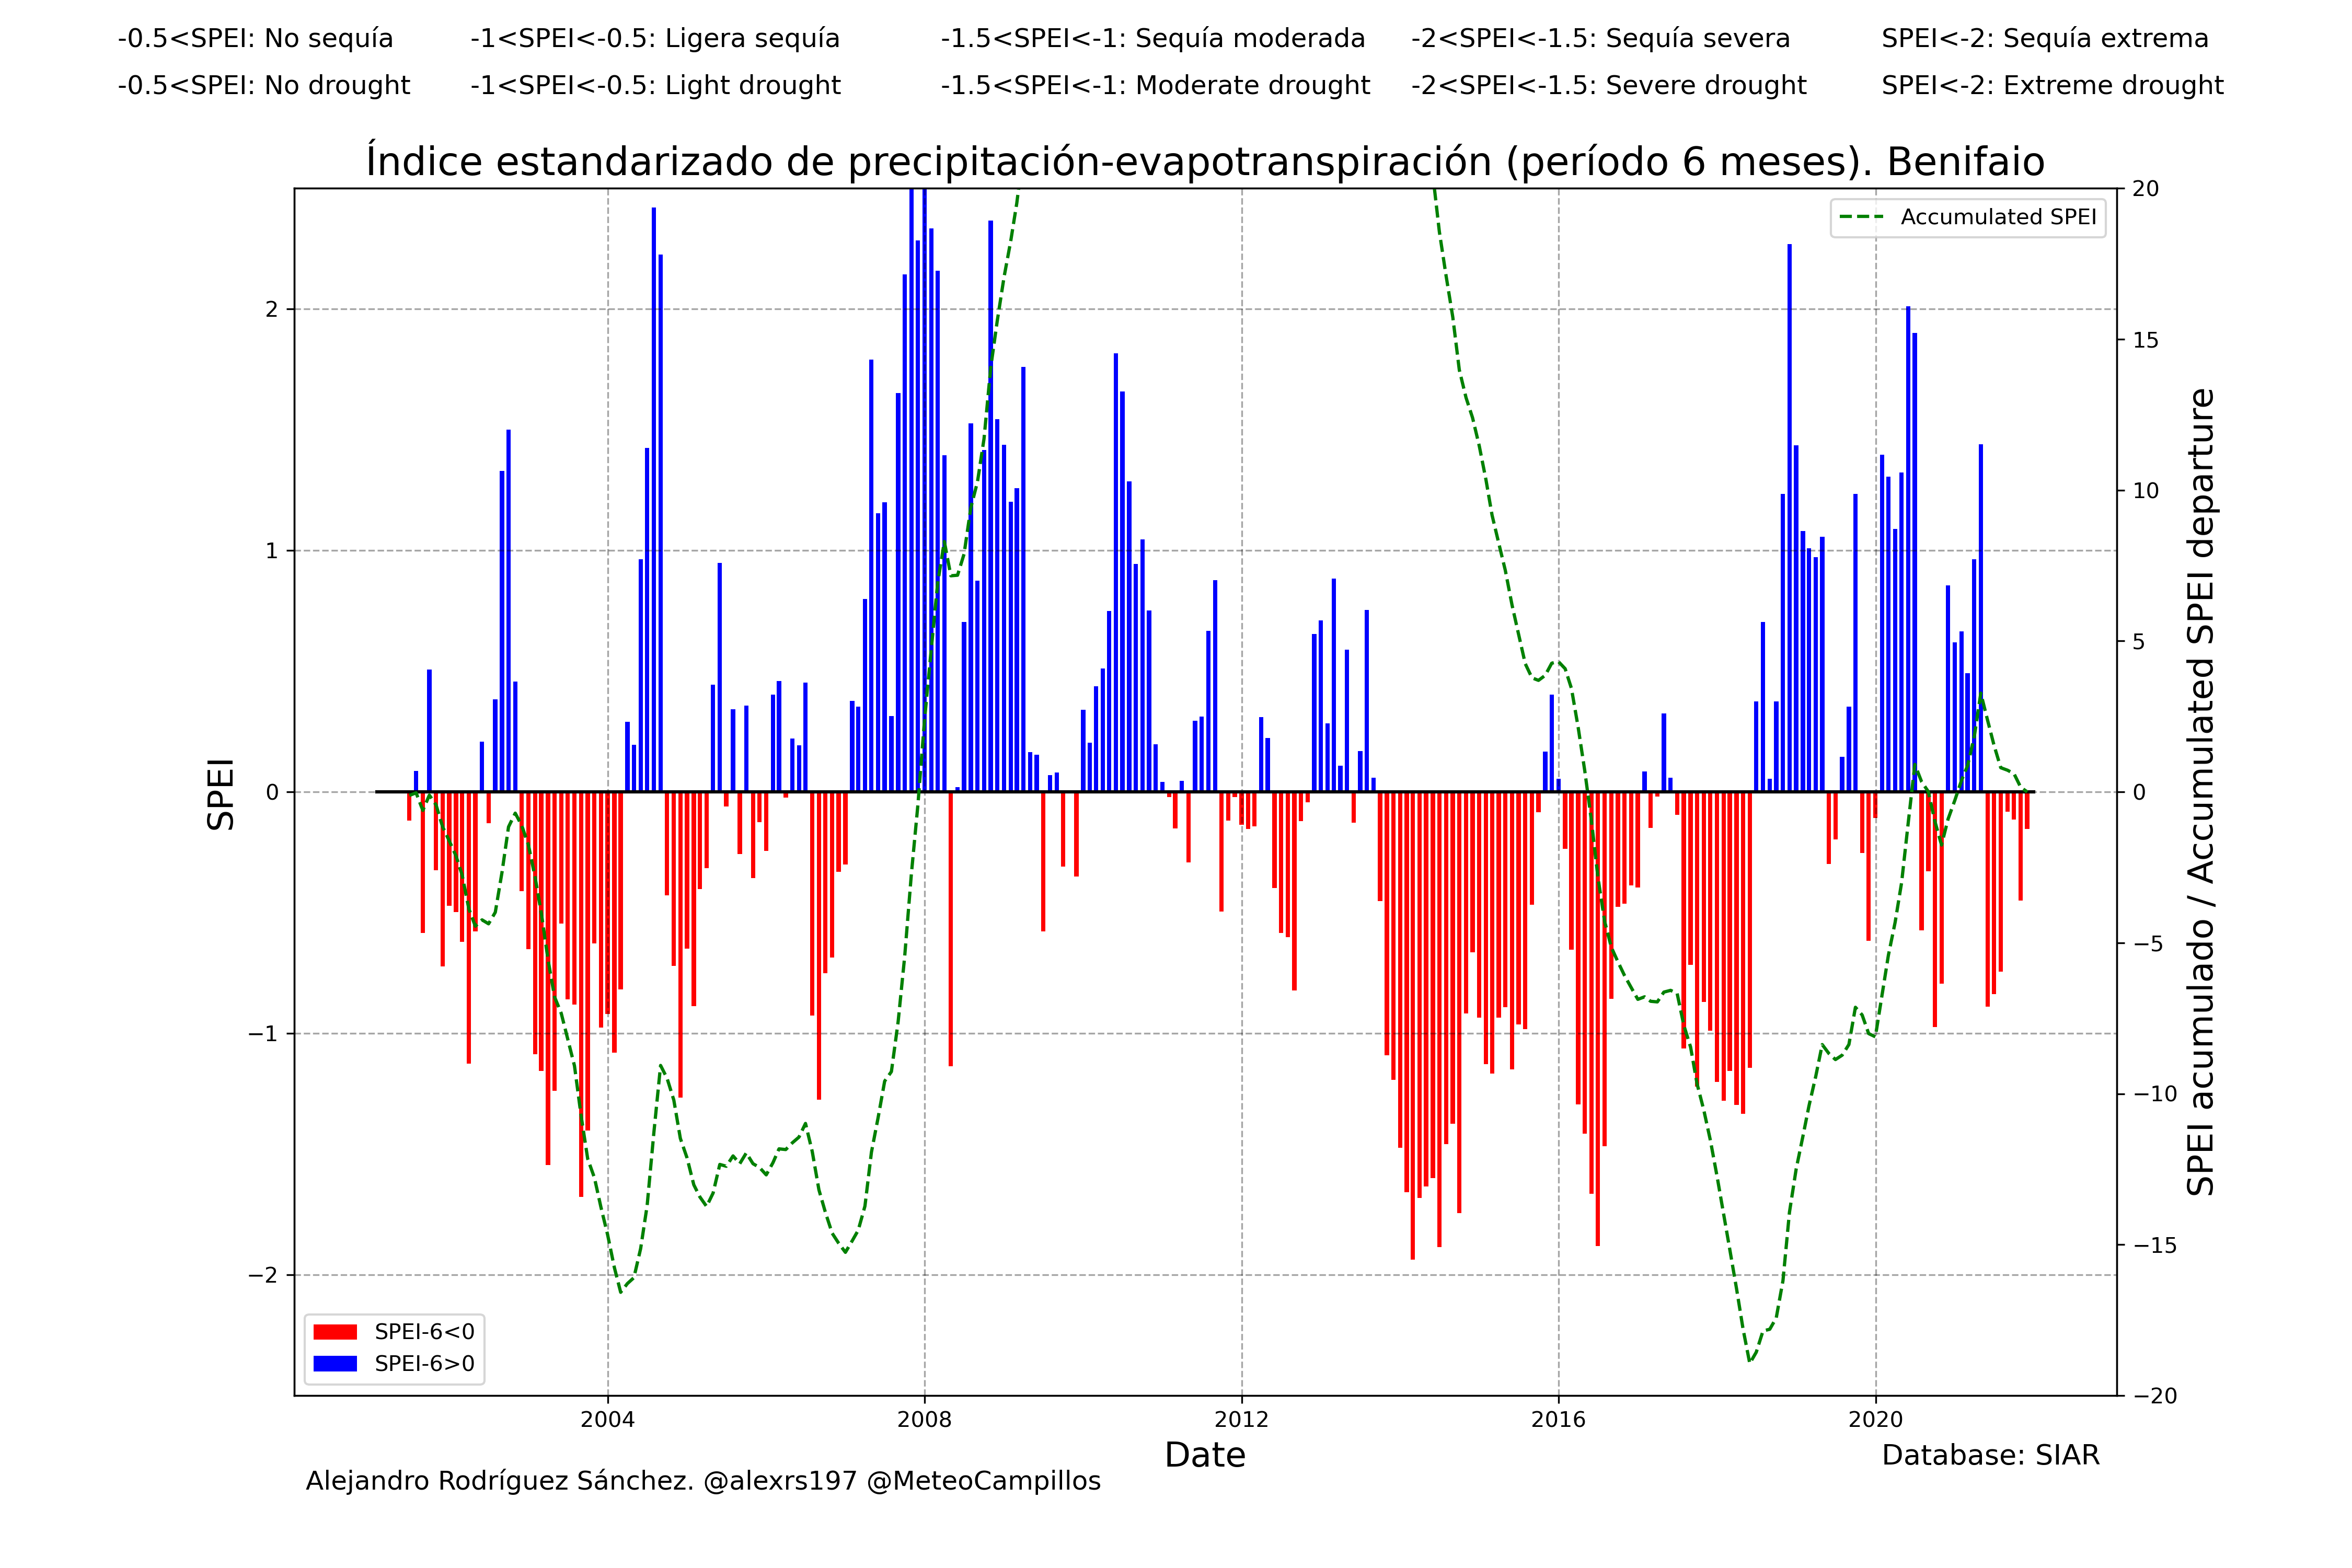 -0.5<SPEI: No sequía -1<SPEI<-0.5: Ligera sequía -1.5<SPEI<-1: Sequía moderada -2<SPEI<-1.5: Sequía severa SPEI<-2: Sequía extrema
-0.5<SPEI: No drought -1<SPEI<-0.5: Light drought -1.5<SPEI<-1: Moderate drought -2<SPEI<-1.5: Severe drought SPEI<-2: Extreme drought
Índice estandarizado de precipitación-evapotranspiración (período 6 meses). Benifaio
Accumulated SPEI
SPEI
2
1
0
−1
−2
20
15
10
5
0
−5
−10
−15
−20
SPEI acumulado / Accumulated SPEI departure
SPEI-6<0
SPEI-6>0
2004 2008 2012 2016 2020
Date
Database: SIAR
Alejandro Rodríguez Sánchez. @alexrs197 @MeteoCampillos